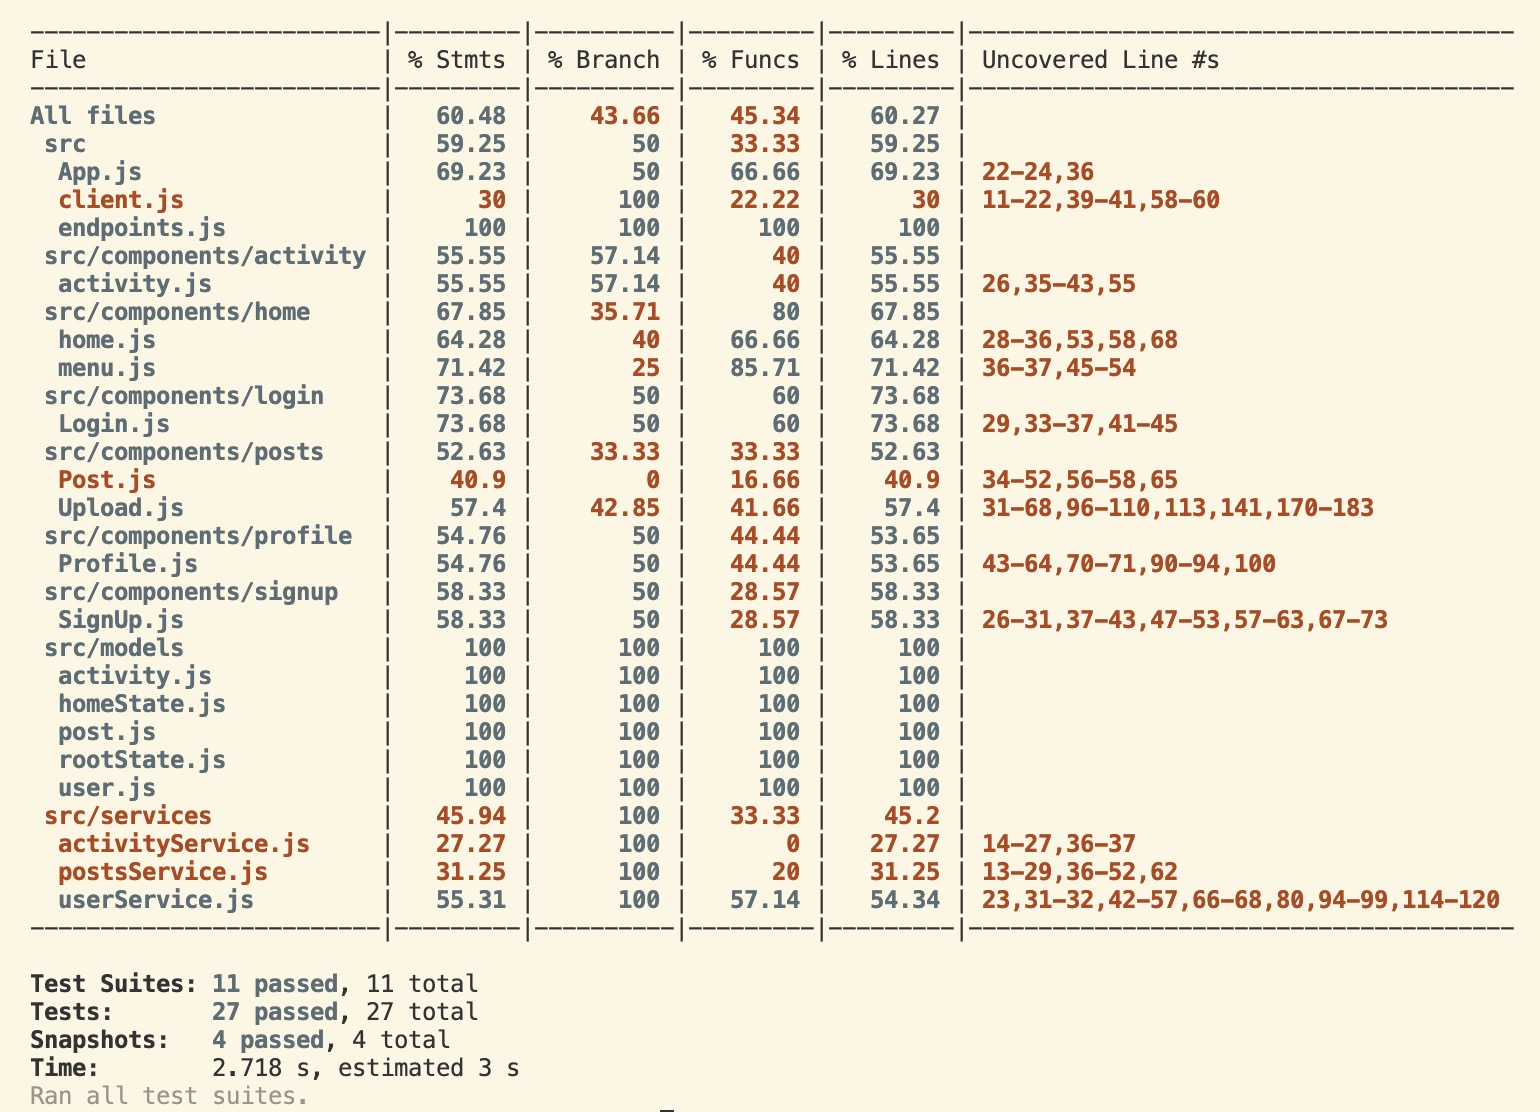 -------------------------|---------|----------|---------|---------|---------------------------------------
File                     | % Stmts | % Branch | % Funcs | % Lines | Uncovered Line #s
-------------------------|---------|----------|---------|---------|---------------------------------------
All files                |   60.48 |    43.66 |   45.34 |   60.27 |
 src                     |   59.25 |       50 |   33.33 |   59.25 |
  App.js                 |   69.23 |       50 |   66.66 |   69.23 | 22-24,36
  client.js              |      30 |      100 |   22.22 |      30 | 11-22,39-41,58-60
  endpoints.js           |     100 |      100 |     100 |     100 |
 src/components/activity |   55.55 |    57.14 |      40 |   55.55 |
  activity.js            |   55.55 |    57.14 |      40 |   55.55 | 26,35-43,55
 src/components/home     |   67.85 |    35.71 |      80 |   67.85 |
  home.js                |   64.28 |       40 |   66.66 |   64.28 | 28-36,53,58,68
  menu.js                |   71.42 |       25 |   85.71 |   71.42 | 36-37,45-54
 src/components/login    |   73.68 |       50 |      60 |   73.68 |
  Login.js               |   73.68 |       50 |      60 |   73.68 | 29,33-37,41-45
 src/components/posts    |   52.63 |    33.33 |   33.33 |   52.63 |
  Post.js                |    40.9 |        0 |   16.66 |    40.9 | 34-52,56-58,65
  Upload.js              |    57.4 |    42.85 |   41.66 |    57.4 | 31-68,96-110,113,141,170-183
 src/components/profile  |   54.76 |       50 |   44.44 |   53.65 |
  Profile.js             |   54.76 |       50 |   44.44 |   53.65 | 43-64,70-71,90-94,100
 src/components/signup   |   58.33 |       50 |   28.57 |   58.33 |
  SignUp.js              |   58.33 |       50 |   28.57 |   58.33 | 26-31,37-43,47-53,57-63,67-73
 src/models              |     100 |      100 |     100 |     100 |
  activity.js            |     100 |      100 |     100 |     100 |
  homeState.js           |     100 |      100 |     100 |     100 |
  post.js                |     100 |      100 |     100 |     100 |
  rootState.js           |     100 |      100 |     100 |     100 |
  user.js                |     100 |      100 |     100 |     100 |
 src/services            |   45.94 |      100 |   33.33 |    45.2 |
  activityService.js     |   27.27 |      100 |       0 |   27.27 | 14-27,36-37
  postsService.js        |   31.25 |      100 |      20 |   31.25 | 13-29,36-52,62
  userService.js         |   55.31 |      100 |   57.14 |   54.34 | 23,31-32,42-57,66-68,80,94-99,114-120
-------------------------|---------|----------|---------|---------|---------------------------------------
Test Suites: 11 passed, 11 total
Tests:       27 passed, 27 total
Snapshots:   4 passed, 4 total
Time:        2.718 s, estimated 3 s
Ran all test suites.